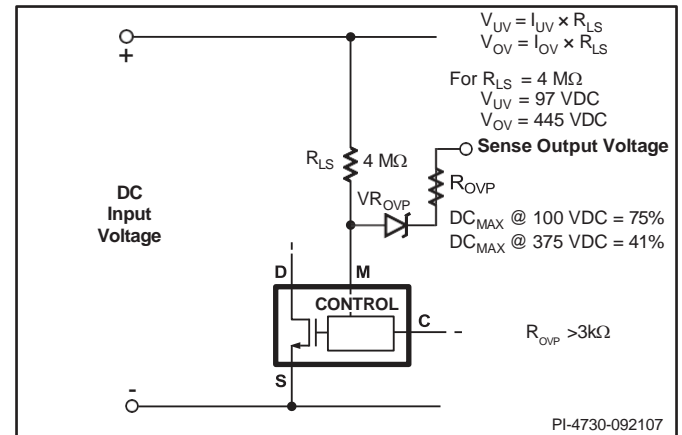 V_UV = I_UV × R_LS
V_OV = I_OV × R_LS
+
For R_LS = 4 MΩ
V_UV = 97 VDC
V_OV = 445 VDC
Sense Output Voltage
R_LS 4 MΩ
R_OVP
VR_OVP
DC
Input
Voltage
DC_MAX @ 100 VDC = 75%
DC_MAX @ 375 VDC = 41%
D M
CONTROL
C
R_OVP >3kΩ
S
-
PI-4730-092107